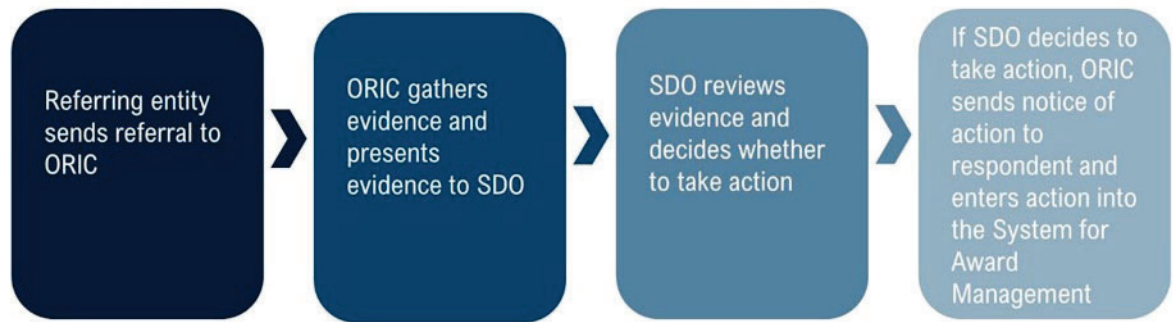 Referring entity
sends referral to
ORIC
ORIC gathers
evidence and
presents
evidence to SDO
SDO reviews
evidence and
decides whether
to take action
If SDO decides to
take action, ORIC
sends notice of
action to
respondent and
enters action into
the System for
Award
Management